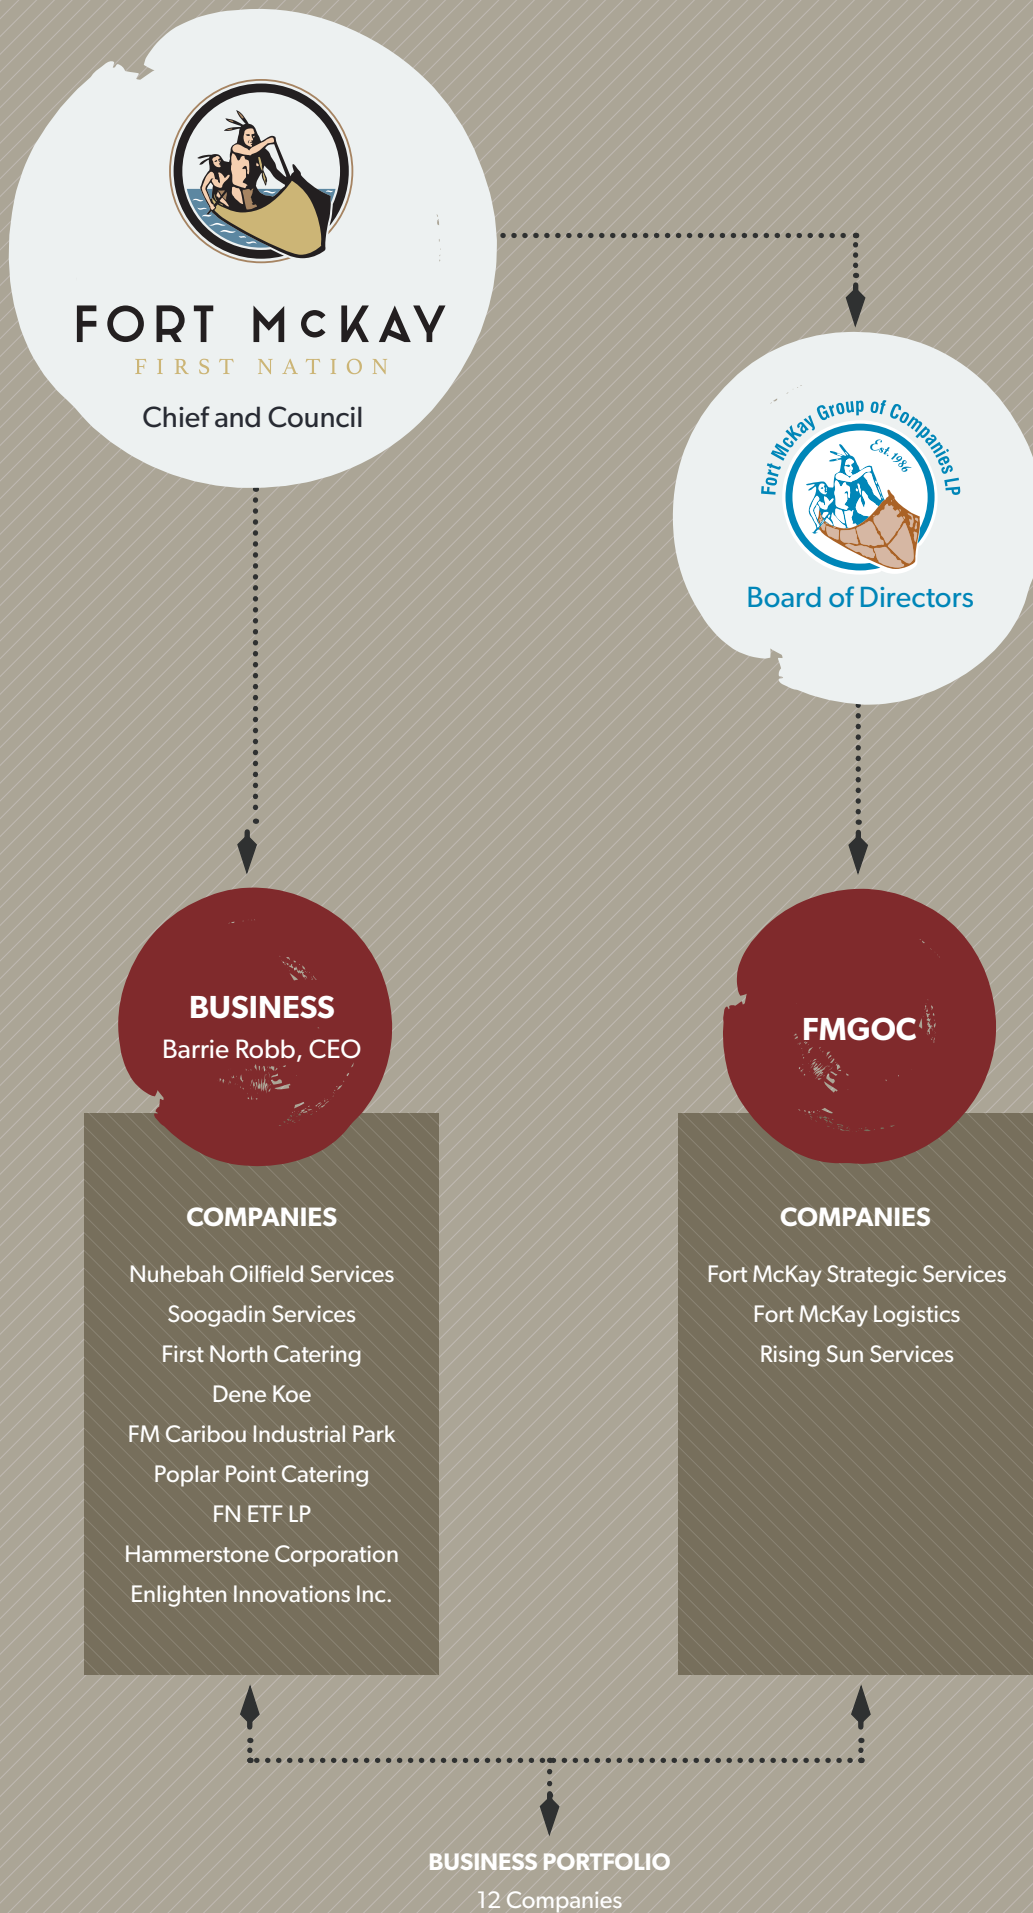 FORT McKAY
FIRST NATION
Chief and Council
Fort McKay Group of Companies LP
Est. 1986
Board of Directors
BUSINESS
Barrie Robb, CEO
FMGOC
COMPANIES
Nuhebah Oilfield Services
Soogadin Services
First North Catering
Dene Koe
FM Caribou Industrial Park
Poplar Point Catering
FN ETF LP
Hammerstone Corporation
Enlighten Innovations Inc.
COMPANIES
Fort McKay Strategic Services
Fort McKay Logistics
Rising Sun Services
BUSINESS PORTFOLIO
12 Companies